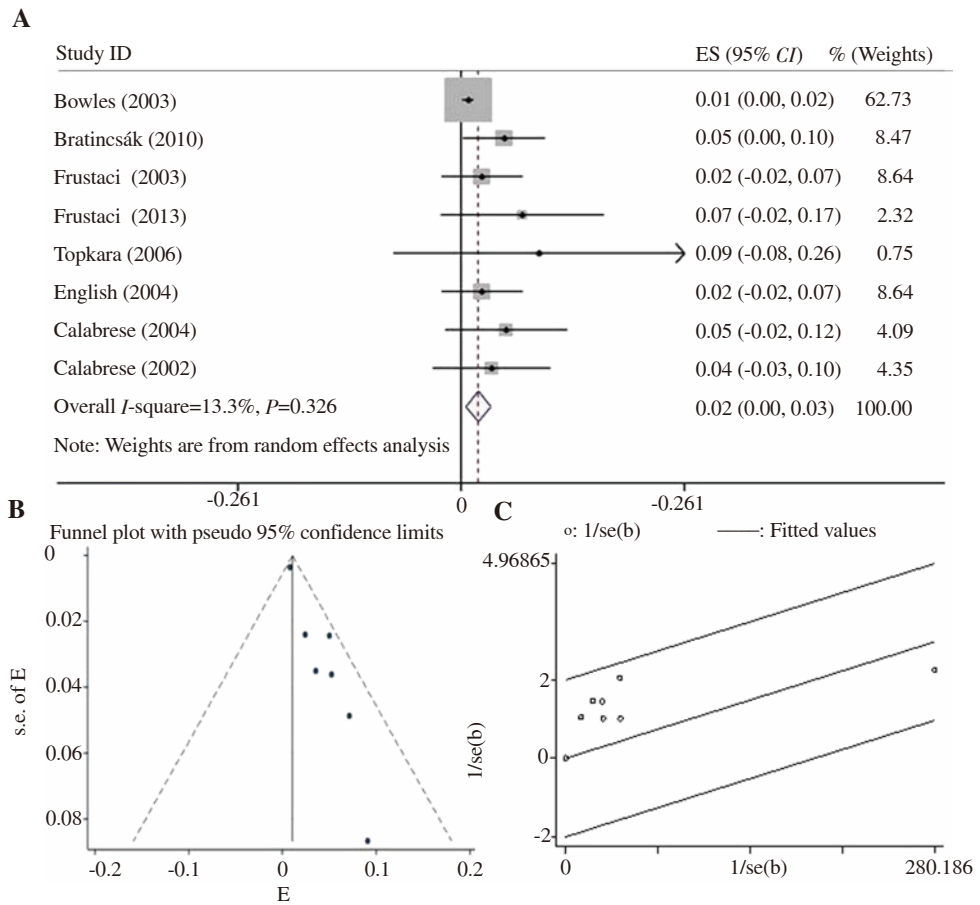 A
Study ID ES (95% CI) % (Weights)
Bowles (2003) 0.01 (0.00, 0.02) 62.73
Bratincsák (2010) 0.05 (0.00, 0.10) 8.47
Frustaci (2003) 0.02 (-0.02, 0.07) 8.64
Frustaci (2013) 0.07 (-0.02, 0.17) 2.32
Topkara (2006) 0.09 (-0.08, 0.26) 0.75
English (2004) 0.02 (-0.02, 0.07) 8.64
Calabrese (2004) 0.05 (-0.02, 0.12) 4.09
Calabrese (2002) 0.04 (-0.03, 0.10) 4.35
Overall I-square=13.3%, P=0.326 0.02 (0.00, 0.03) 100.00
Note: Weights are from random effects analysis
-0.261 0 -0.261
B
Funnel plot with pseudo 95% confidence limits
0
0.02
0.04
0.06
0.08
s.e. of E
-0.2 -0.1 0 0.1 0.2
E
C
o: 1/se(b) ——: Fitted values
4.96865
2
0
-2
1/se(b)
0 1/se(b) 280.186